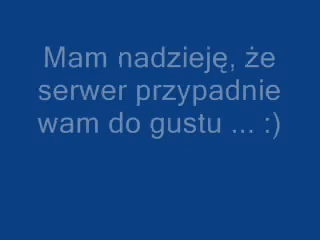 Mam nadzieję, że
serwer przypadnie
wam do gustu ... :)